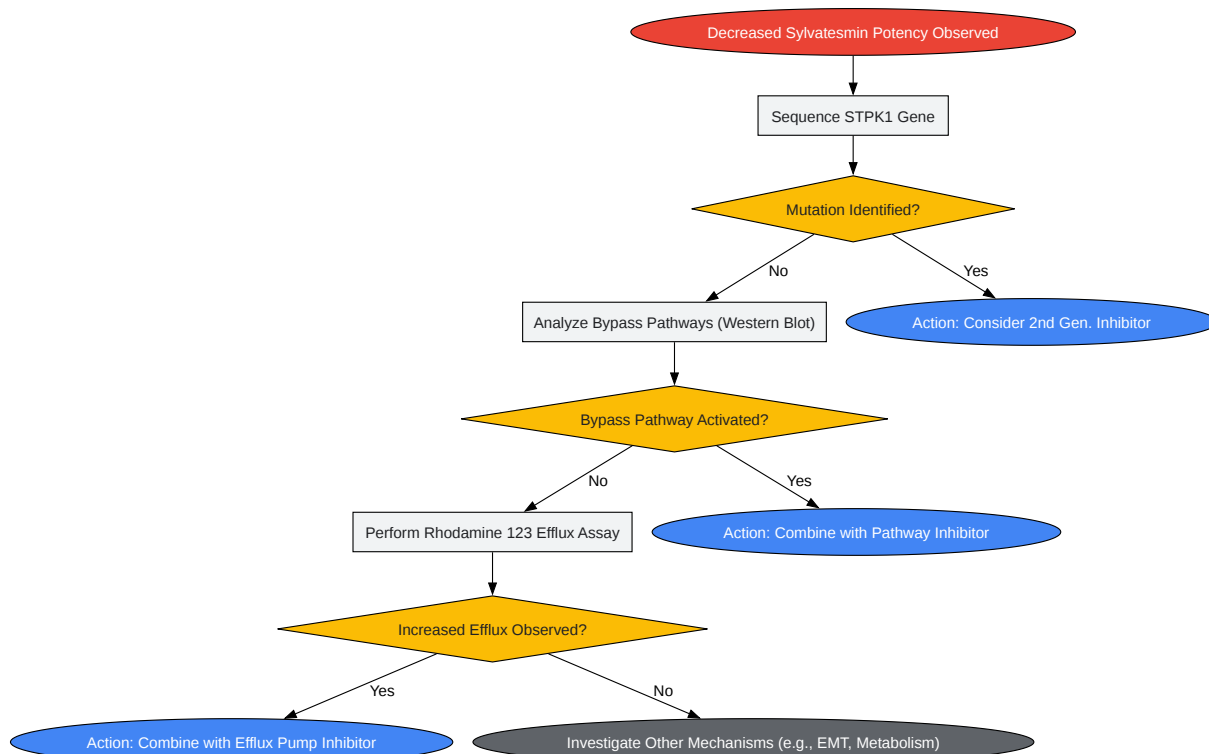 Decreased Sylvatesmin Potency Observed
Sequence STPK1 Gene
Mutation Identified?
No
Yes
Analyze Bypass Pathways (Western Blot)
Action: Consider 2nd Gen. Inhibitor
Bypass Pathway Activated?
No
Yes
Perform Rhodamine 123 Efflux Assay
Action: Combine with Pathway Inhibitor
Increased Efflux Observed?
Yes
No
Action: Combine with Efflux Pump Inhibitor
Investigate Other Mechanisms (e.g., EMT, Metabolism)